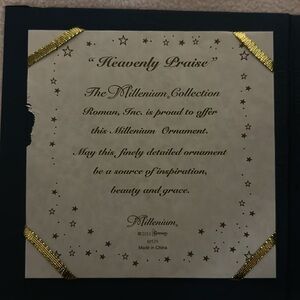 "Heavenly Praise"
The Millenium Collection
Roman, Inc. is proud to offer
this Millenium Ornament.
May this, finely detailed ornament
be a source of inspiration,
beauty and grace.
Millenium
Made in China